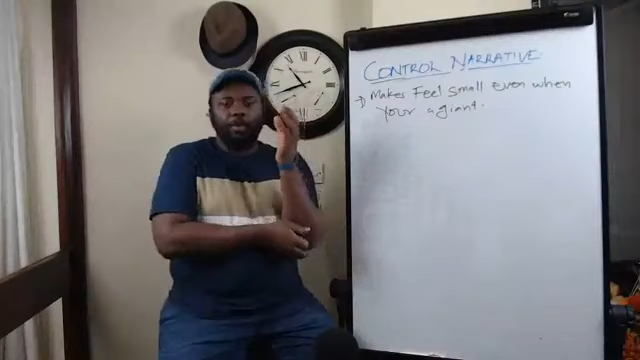 CONTROL NARRATIVE.
→ Makes Feel small even when
your a giant.